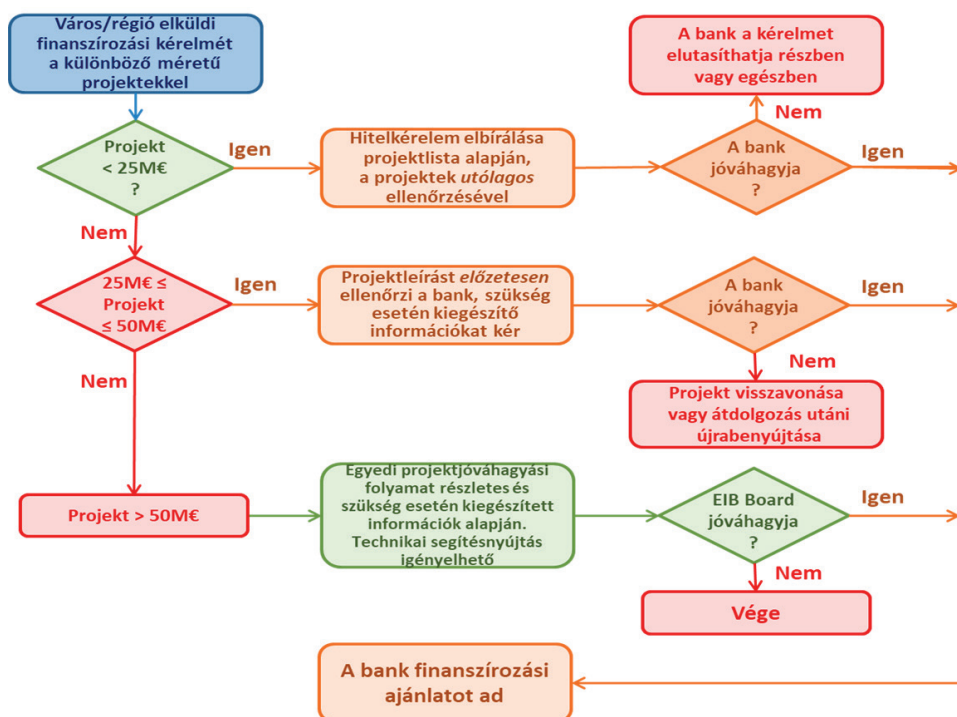 Város/régió elküldi
finanszírozási kérelmét
a különböző méretű
projektekkel
A bank a kérelmet
elutasíthatja részben
vagy egészben
Nem
Projekt
< 25M€
?
Igen
Hitelkérelem elbírálása
projektlista alapján,
a projektek utólagos
ellenőrzésével
A bank
jóváhagyja
?
Igen
Nem
25M€ ≤
Projekt
≤ 50M€
Igen
Projektleírást előzetesen
ellenőrzi a bank, szükség
esetén kiegészítő
információkat kér
A bank
jóváhagyja
?
Igen
Nem
Nem
Projekt visszavonása
vagy átdolgozás utáni
újrabenyújtása
Projekt > 50M€
Egyedi projektjóváhagyási
folyamat részletes és
szükség esetén kiegészített
információk alapján.
Technikai segítésnyújtás
igényelhető
EIB Board
jóváhagyja
?
Igen
Nem
Vége
A bank finanszírozási
ajánlatot ad